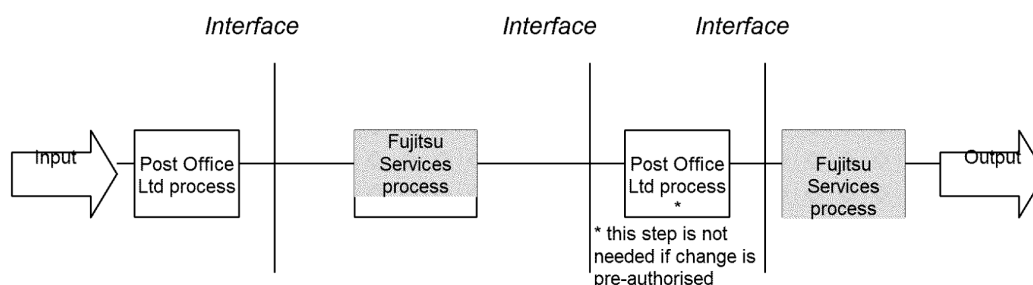 Interface
Interface
Interface
Input
Post Office
Ltd process
Fujitsu
Services
process
Post Office
Ltd process
*
* this step is not
needed if change is
pre-authorised
Fujitsu
Services
process
Output